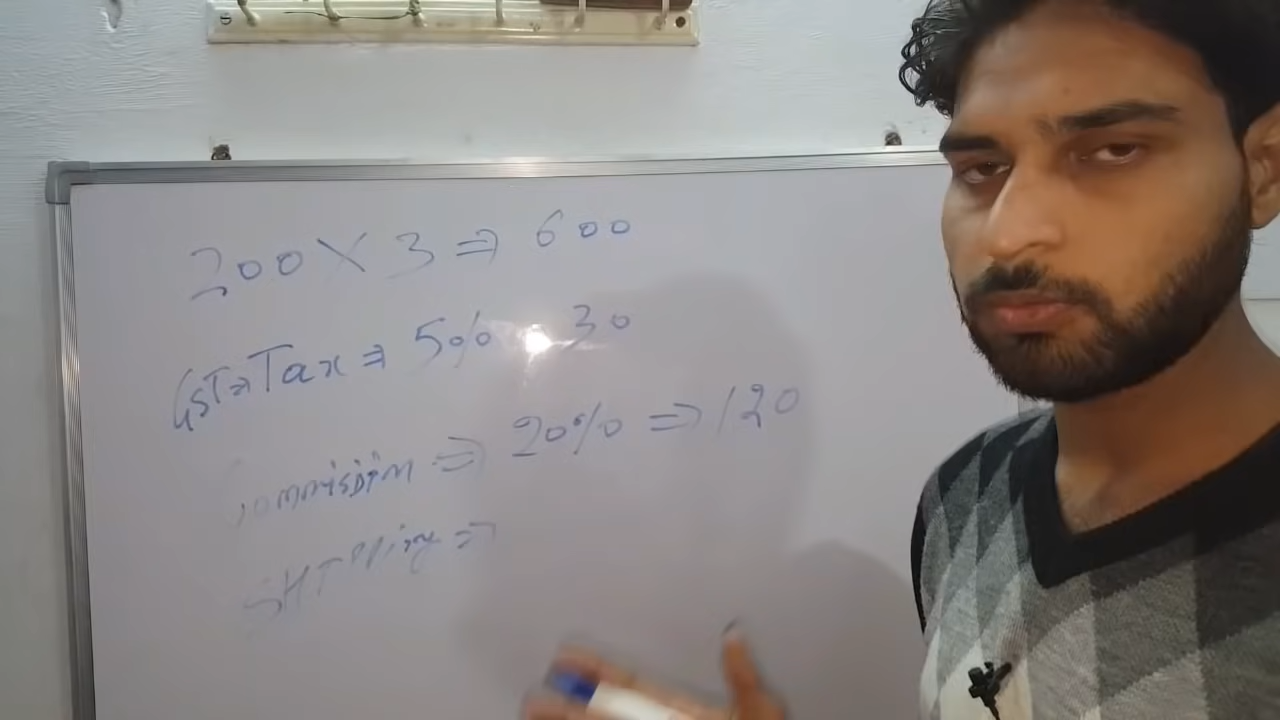 200 X 3 => 600
GST => Tax => 5% 30
Commission => 20% => 120
SHIPPing =>